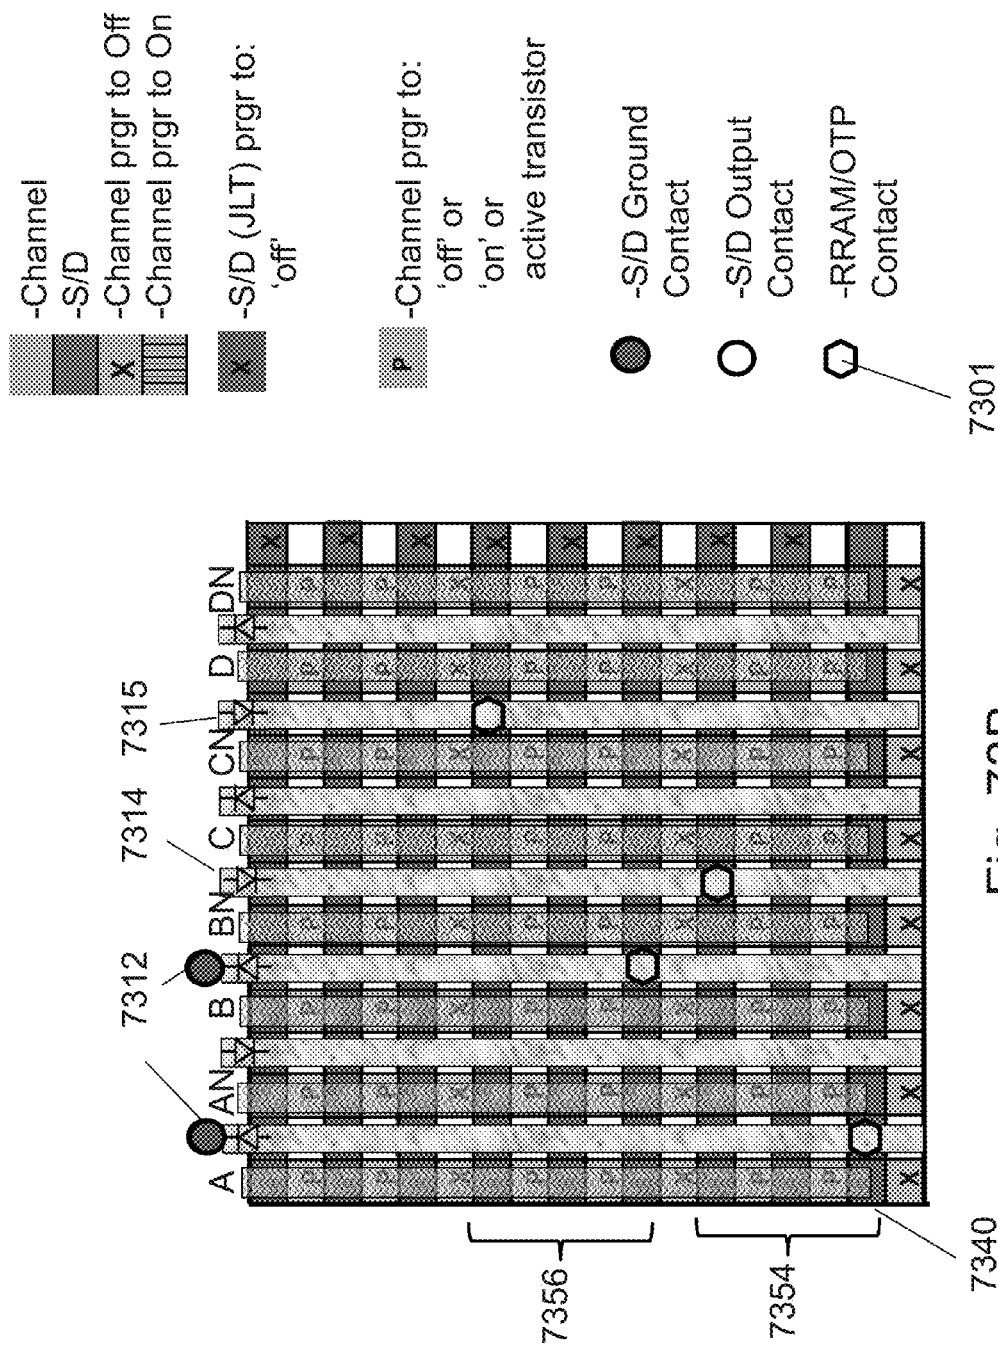 -Channel
-S/D
X
-Channel prgr to Off
-Channel prgr to On
X
-S/D (JLT) prgr to:
'off'
P
-Channel prgr to:
'off' or
'on' or
active transistor
-S/D Ground
Contact
-S/D Output
Contact
-RRAM/OTP
Contact
7301
7312
7314
7315
A
AN
B
BN
C
CN
D
DN
X X X X X X X X
P P P P P P P P
P P P P P P P P
X X X X X X X X
P P P P P P P P
P P P P P P P P
X X X X X X X X
P P P P P P P P
P P P P P P P P
X X X X X X X X
7356
7354
7340